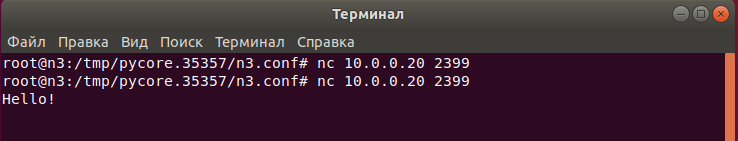 Терминал
Файл Правка Вид Поиск Терминал Справка
root@n3:/tmp/pycore.35357/n3.conf# nc 10.0.0.20 2399
root@n3:/tmp/pycore.35357/n3.conf# nc 10.0.0.20 2399
Hello!